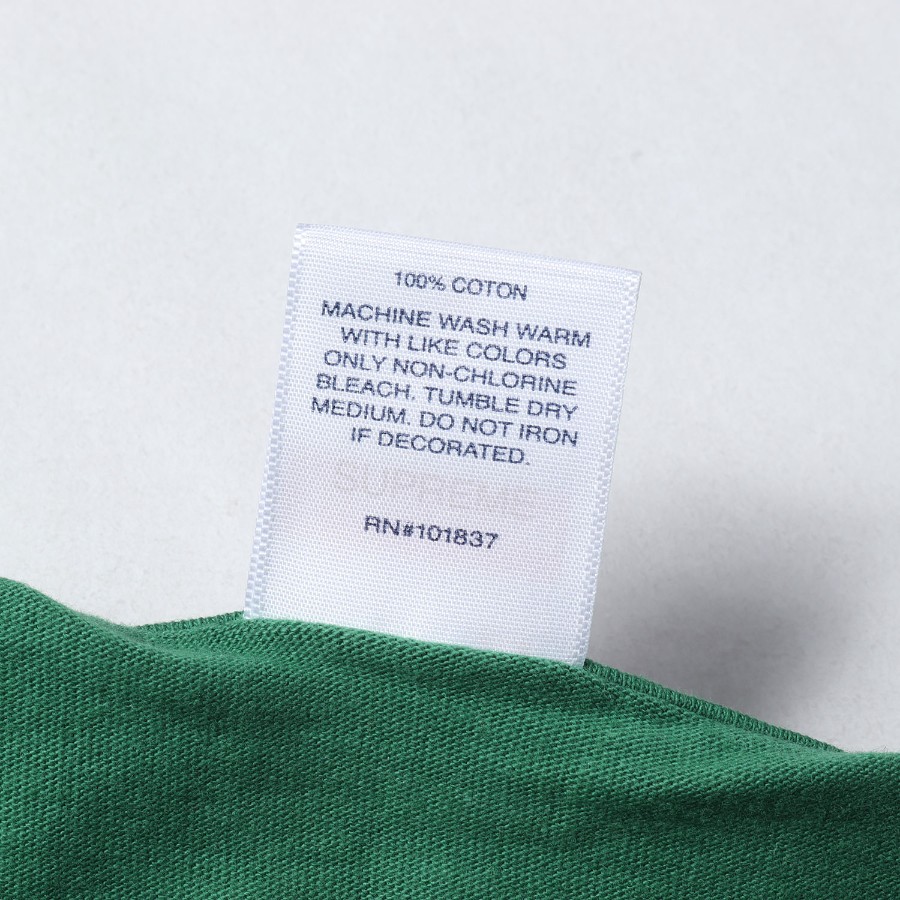 100% COTON
MACHINE WASH WARM
WITH LIKE COLORS
ONLY NON-CHLORINE
BLEACH. TUMBLE DRY
MEDIUM. DO NOT IRON
IF DECORATED.
SUPREME
RN#101837